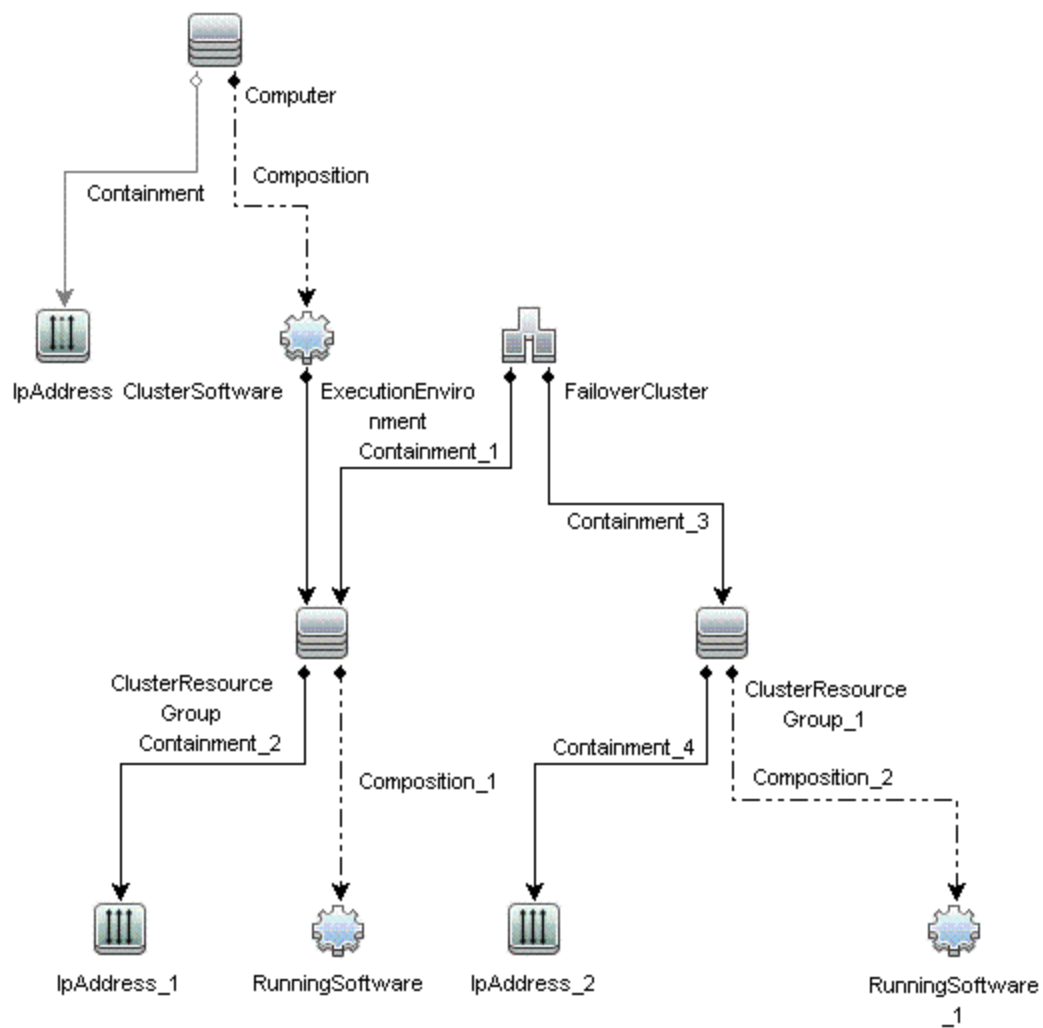 Computer
Composition
Containment
IpAddress
ClusterSoftware
ExecutionEnviro
nment
FailoverCluster
Containment_1
Containment_3
ClusterResource
Group
ClusterResource
Group_1
Containment_2
Containment_4
Composition_1
Composition_2
IpAddress_1
RunningSoftware
IpAddress_2
RunningSoftware
_1